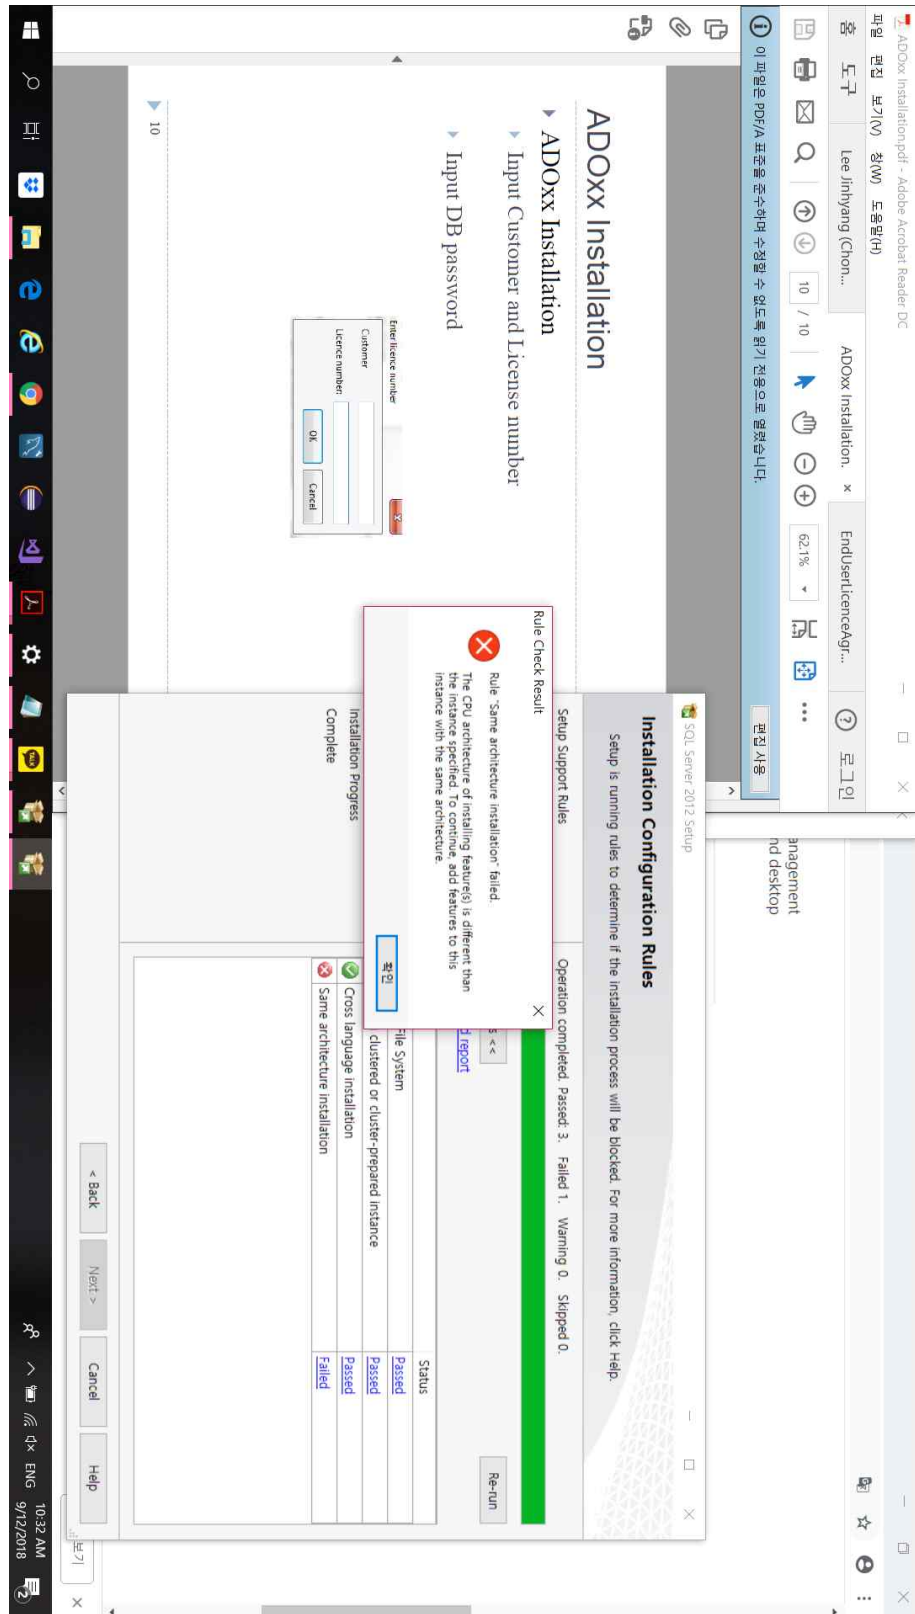 ADOxx Installation.pdf - Adobe Acrobat Reader DC
파일 편집 보기(V) 창(W) 도움말(H)
홈 도구 Lee Jinhyang (Chon... ADOxx Installation. × EndUserLicenceAgr... 로그인
10 / 10 62.1%
이 파일은 PDF/A 표준을 준수하며 수정할 수 없도록 읽기 전용으로 열렸습니다. 편집 사용
ADOxx Installation
ADOxx Installation
Input Customer and License number
Input DB password
Enter licence number
Customer
Licence number:
OK Cancel
10
anagement
nd desktop
SQL Server 2012 Setup
Installation Configuration Rules
Setup is running rules to determine if the installation process will be blocked. For more information, click Help.
Setup Support Rules
Installation Progress
Complete
Operation completed. Passed: 3. Failed 1. Warning 0. Skipped 0.
s <<
Re-run
d report
Status
File System Passed
clustered or cluster-prepared instance Passed
Cross language installation Passed
Same architecture installation Failed
< Back Next > Cancel Help
Rule Check Result
Rule "Same architecture installation" failed.
The CPU architecture of installing feature(s) is different than
the instance specified. To continue, add features to this
instance with the same architecture.
확인
보기
TALK
ENG
10:32 AM
9/12/2018
2